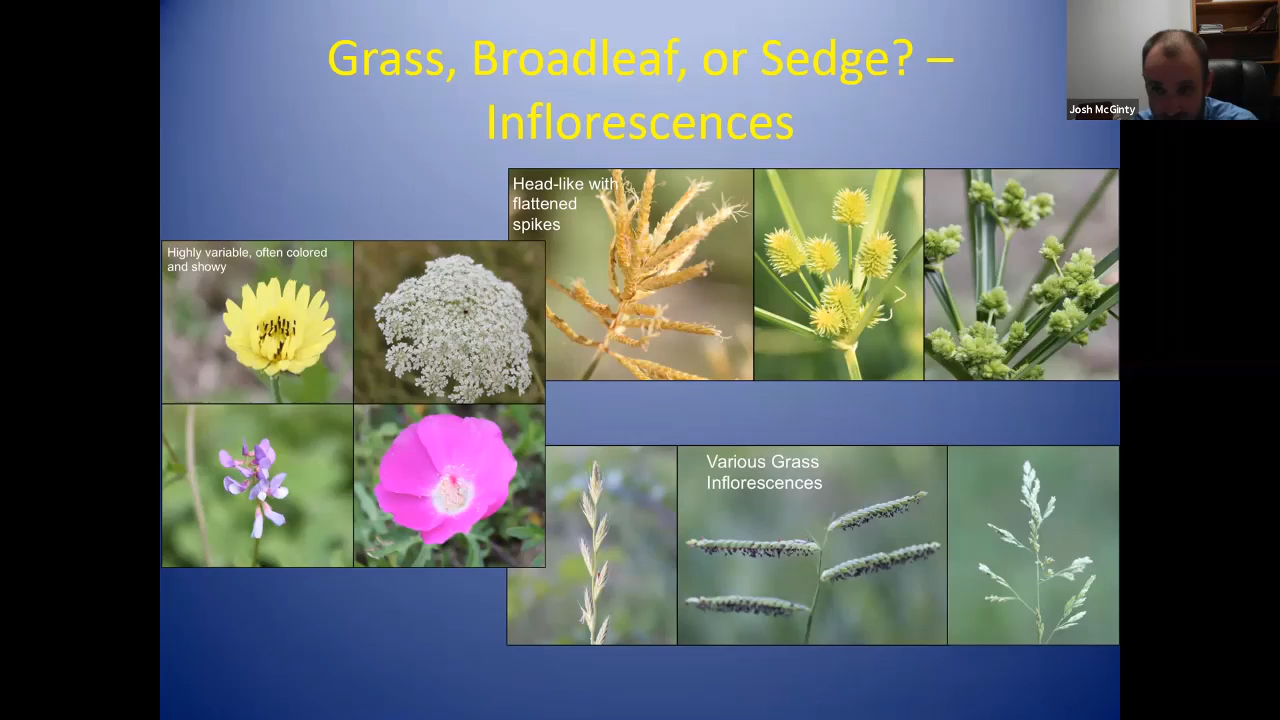 Grass, Broadleaf, or Sedge? –
Inflorescences
Josh McGinty
Head-like with
flattened
spikes
Highly variable, often colored
and showy
Various Grass
Inflorescences